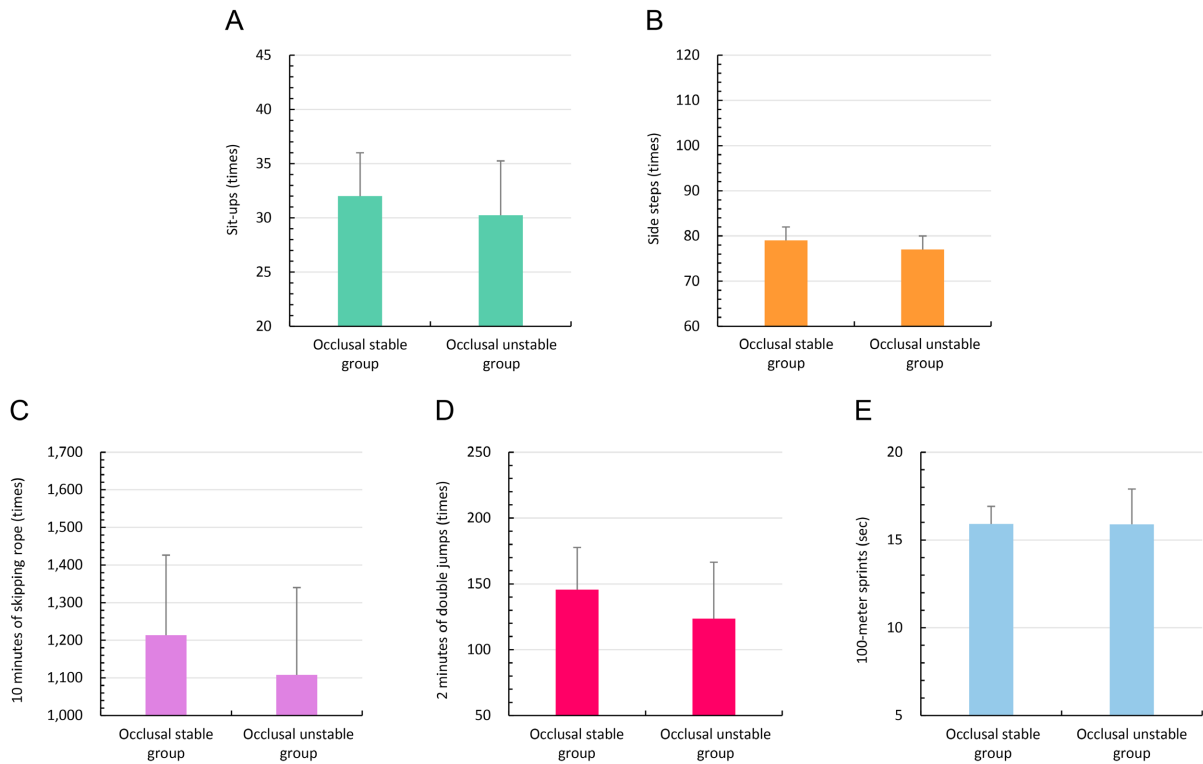 A
Sit-ups (times)
45
40
35
30
25
20
Occlusal stable
group
Occlusal unstable
group
B
Side steps (times)
120
110
100
90
80
70
60
Occlusal stable
group
Occlusal unstable
group
C
10 minutes of skipping rope (times)
1,700
1,600
1,500
1,400
1,300
1,200
1,100
1,000
Occlusal stable
group
Occlusal unstable
group
D
2 minutes of double jumps (times)
250
200
150
100
50
Occlusal stable
group
Occlusal unstable
group
E
100-meter sprints (sec)
20
15
10
5
Occlusal stable
group
Occlusal unstable
group